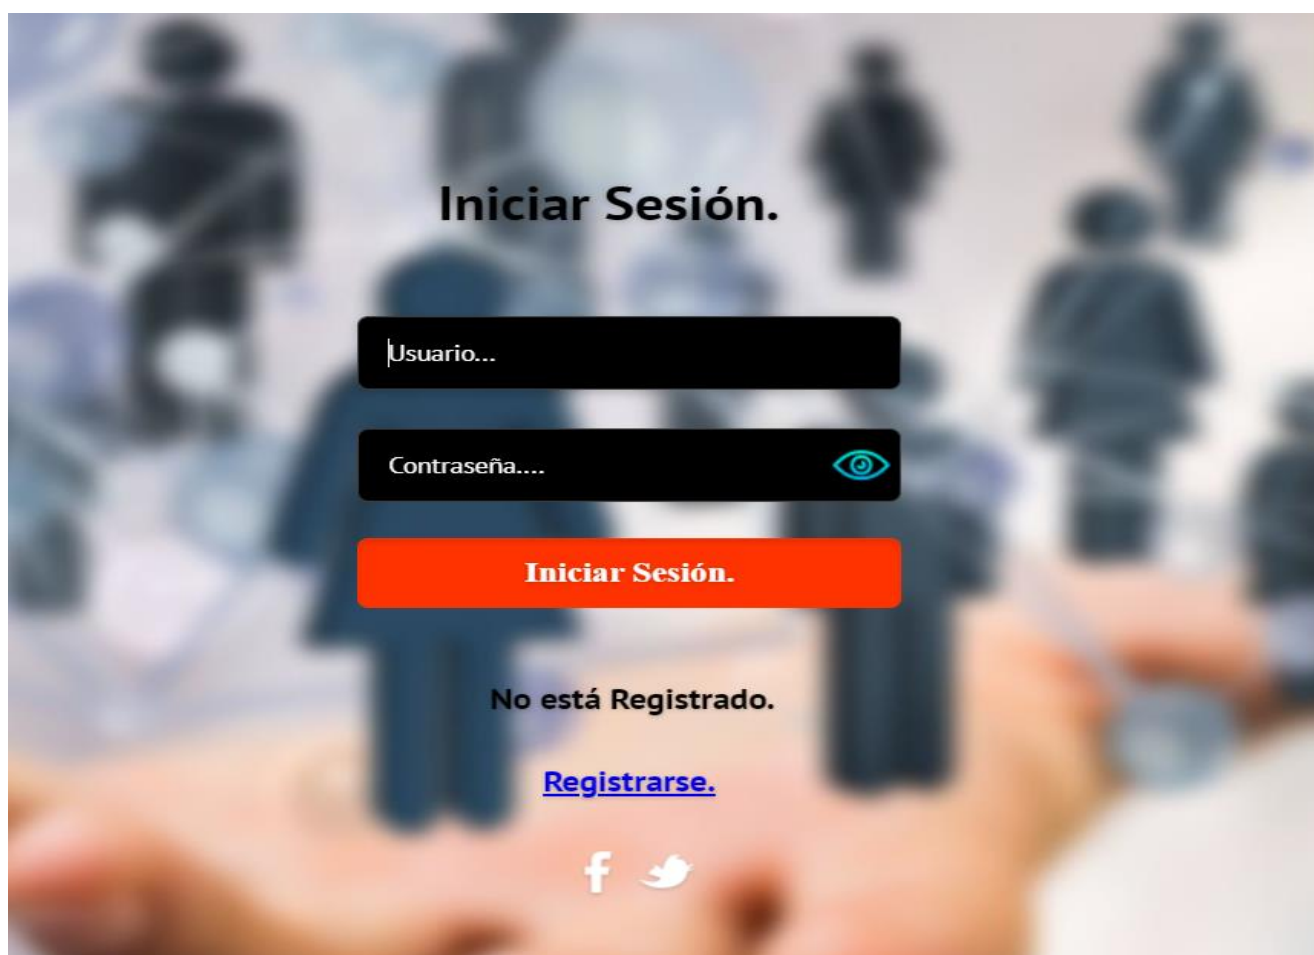 Iniciar Sesión.
Usuario...
Contraseña....
Iniciar Sesión.
No está Registrado.
Registrarse.